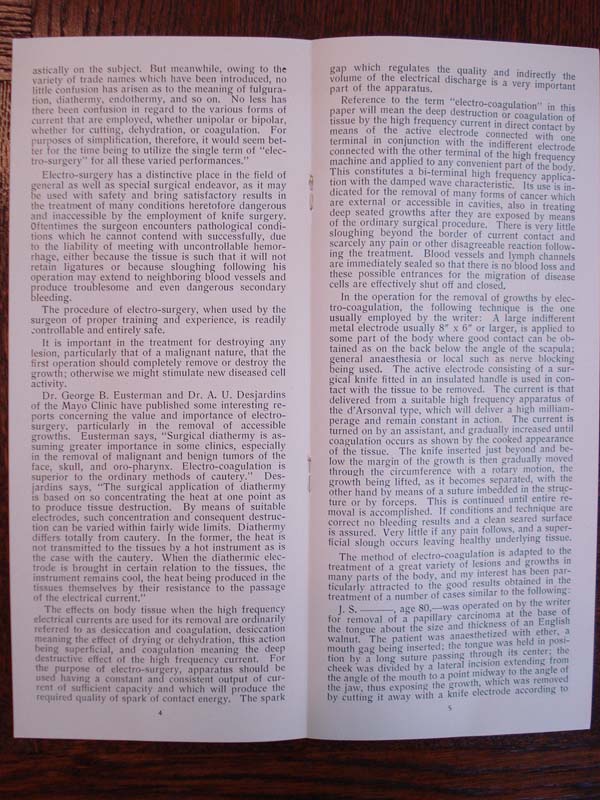 astically on the subject. But meanwhile, owing to the
variety of trade names which have been introduced, no
little confusion has arisen as to the meaning of fulgura-
tion, diathermy, endothermy, and so on. No less has
there been confusion in regard to the various forms of
current that are employed, whether unipolar or bipolar,
whether for cutting, dehydration, or coagulation. For
purposes of simplification, therefore, it would seem bet-
ter for the time being to utilize the single term of "elec-
tro-surgery" for all these varied performances."
Electro-surgery has a distinctive place in the field of
general as well as special surgical endeavor, as it may
be used with safety and bring satisfactory results in
the treatment of many conditions heretofore dangerous
and inaccessible by the employment of knife surgery.
Oftentimes the surgeon encounters pathological condi-
tions which he cannot contend with successfully, due
to the liability of meeting with uncontrollable hemor-
rhage, either because the tissue is such that it will not
retain ligatures or because sloughing following his
operation may extend to neighboring blood vessels and
produce troublesome and even dangerous secondary
bleeding.
The procedure of electro-surgery, when used by the
surgeon of proper training and experience, is readily
controllable and entirely safe.
It is important in the treatment for destroying any
lesion, particularly that of a malignant nature, that the
first operation should completely remove or destroy the
growth; otherwise we might stimulate new diseased cell
activity.
Dr. George B. Eusterman and Dr. A. U. Desjardins
of the Mayo Clinic have published some interesting re-
ports concerning the value and importance of electro-
surgery, particularly in the removal of accessible
growths. Eusterman says, "Surgical diathermy is as-
suming greater importance in some clinics, especially
in the removal of malignant and benign tumors of the
face, skull, and oro-pharynx. Electro-coagulation is
superior to the ordinary methods of cautery." Des-
jardins says, "The surgical application of diathermy
is based on so concentrating the heat at one point as
to produce tissue destruction. By means of suitable
electrodes, such concentration and consequent destruc-
tion can be varied within fairly wide limits. Diathermy
differs totally from cautery. In the former, the heat is
not transmitted to the tissues by a hot instrument as is
the case with the cautery. When the diathermic elec-
trode is brought in certain relation to the tissues, the
instrument remains cool, the heat being produced in the
tissues themselves by their resistance to the passage
of the electrical current."
The effects on body tissue when the high frequency
electrical currents are used for its removal are ordinarily
referred to as desiccation and coagulation, desiccation
meaning the effect of drying or dehydration, this action
being superficial, and coagulation meaning the deep
destructive effect of the high frequency current. For
the purpose of electro-surgery, apparatus should be
used having a constant and consistent output of cur-
rent of sufficient capacity and which will produce the
required quality of spark of contact energy. The spark
4
gap which regulates the quality and indirectly the
volume of the electrical discharge is a very important
part of the apparatus.
Reference to the term "electro-coagulation" in this
paper will mean the deep destruction or coagulation of
tissue by the high frequency current in direct contact by
means of the active electrode connected with one
terminal in conjunction with the indifferent electrode
connected with the other terminal of the high frequency
machine and applied to any convenient part of the body.
This constitutes a bi-terminal high frequency applica-
tion with the damped wave characteristic. Its use is in-
dicated for the removal of many forms of cancer which
are external or accessible in cavities, also in treating
deep seated growths after they are exposed by means
of the ordinary surgical procedure. There is very little
sloughing beyond the border of current contact and
scarcely any pain or other disagreeable reaction follow-
ing the treatment. Blood vessels and lymph channels
are immediately sealed so that there is no blood loss and
these possible entrances for the migration of disease
cells are effectively shut off and closed.
In the operation for the removal of growths by elec-
tro-coagulation, the following technique is the one
usually employed by the writer: A large indifferent
metal electrode usually 8" x 6" or larger, is applied to
some part of the body where good contact can be ob-
tained as on the back below the angle of the scapula;
general anaesthesia or local such as nerve blocking
being used. The active electrode consisting of a sur-
gical knife fitted in an insulated handle is used in con-
tact with the tissue to be removed. The current is that
delivered from a suitable high frequency apparatus of
the d'Arsonval type, which will deliver a high milliam-
perage and remain constant in action. The current is
turned on by an assistant, and gradually increased until
coagulation occurs as shown by the cooked appearance
of the tissue. The knife inserted just beyond and be-
low the margin of the growth is then gradually moved
through the circumference with a rotary motion, the
growth being lifted, as it becomes separated, with the
other hand by means of a suture imbedded in the struc-
ture or by forceps. This is continued until entire re-
moval is accomplished. If conditions and technique are
correct no bleeding results and a clean seared surface
is assured. Very little if any pain follows, and a super-
ficial slough occurs leaving healthy underlying tissue.
The method of electro-coagulation is adapted to the
treatment of a great variety of lesions and growths in
many parts of the body, and my interest has been par-
ticularly attracted to the good results obtained in the
treatment of a number of cases similar to the following:
J. S. ———, age 80,—was operated on by the writer
for removal of a papillary carcinoma at the base of
the tongue about the size and thickness of an English
walnut. The patient was anaesthetized with ether, a
mouth gag being inserted; the tongue was held in posi-
tion by a long suture passing through its center; the
cheek was divided by a lateral incision extending from
the angle of the mouth to a point midway to the angle of
the jaw, thus exposing the growth, which was removed
by cutting it away with a knife electrode according to
5